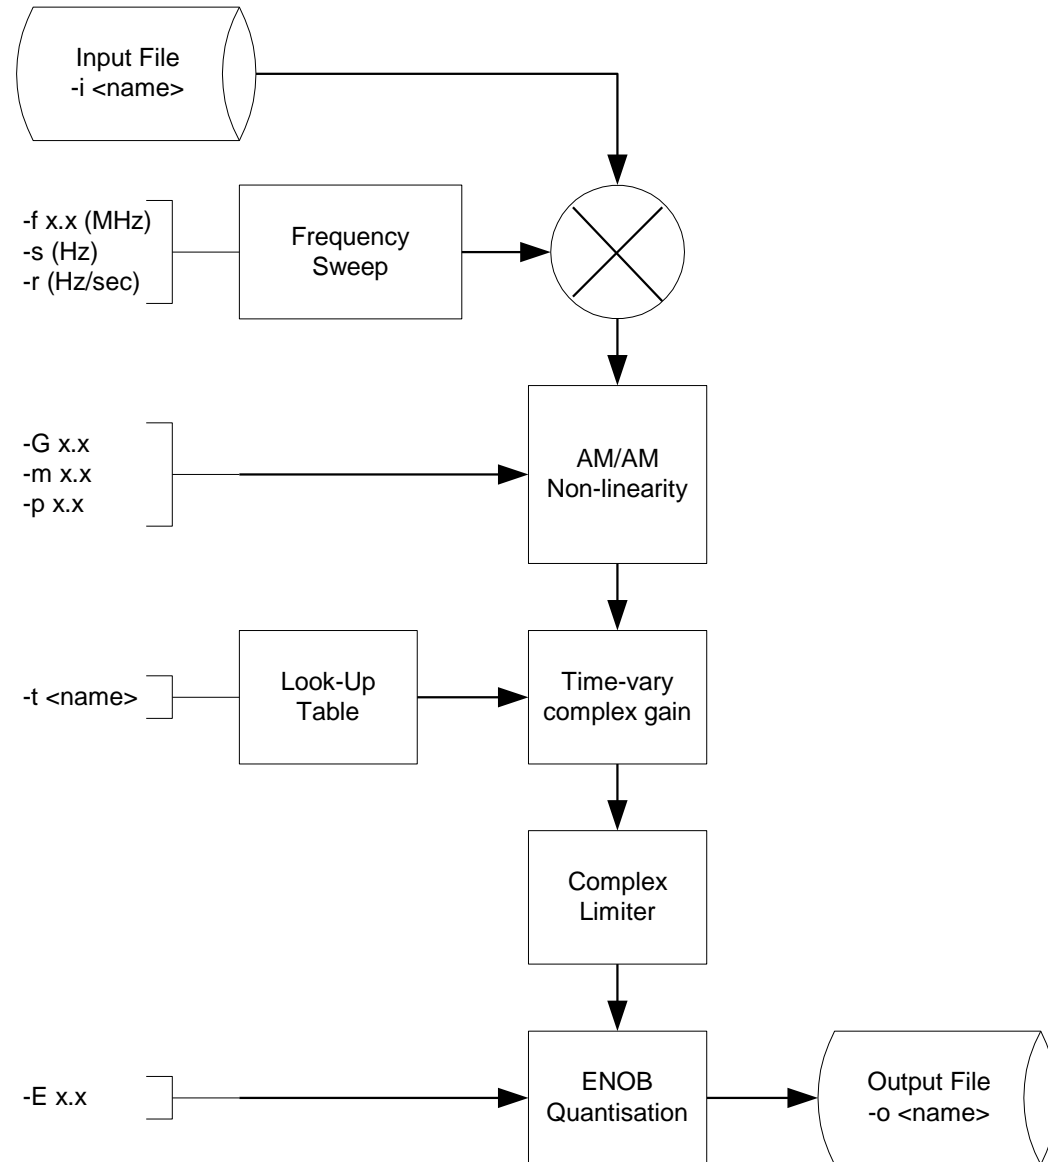 Input File
-i <name>
-f x.x (MHz)
-s (Hz)
-r (Hz/sec)
Frequency
Sweep
-G x.x
-m x.x
-p x.x
AM/AM
Non-linearity
-t <name>
Look-Up
Table
Time-vary
complex gain
Complex
Limiter
-E x.x
ENOB
Quantisation
Output File
-o <name>